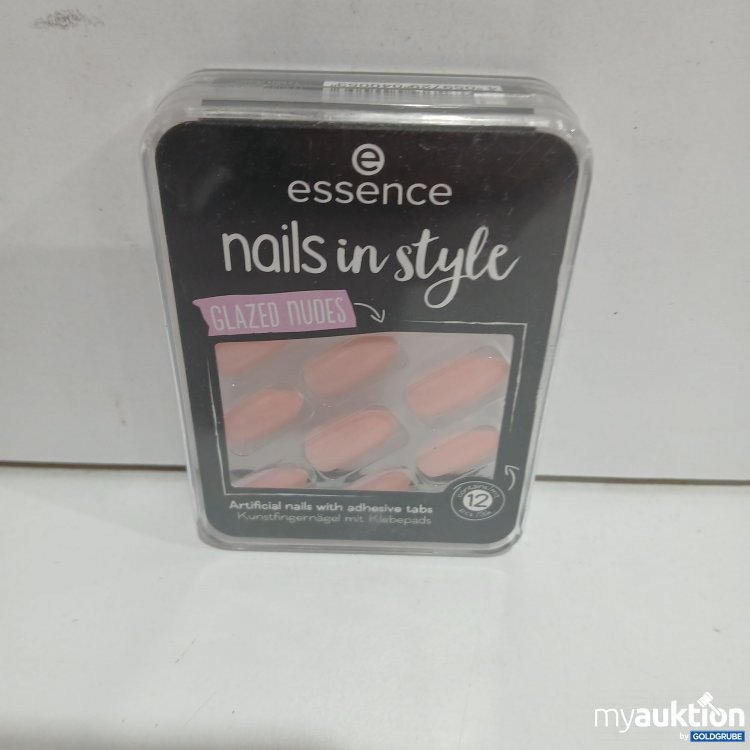 e
essence
nails in style
GLAZED NUDES
Artificial nails with adhesive tabs
Kunstfingernägel mit Klebepads
12
myauktion
by GOLDGRUBE